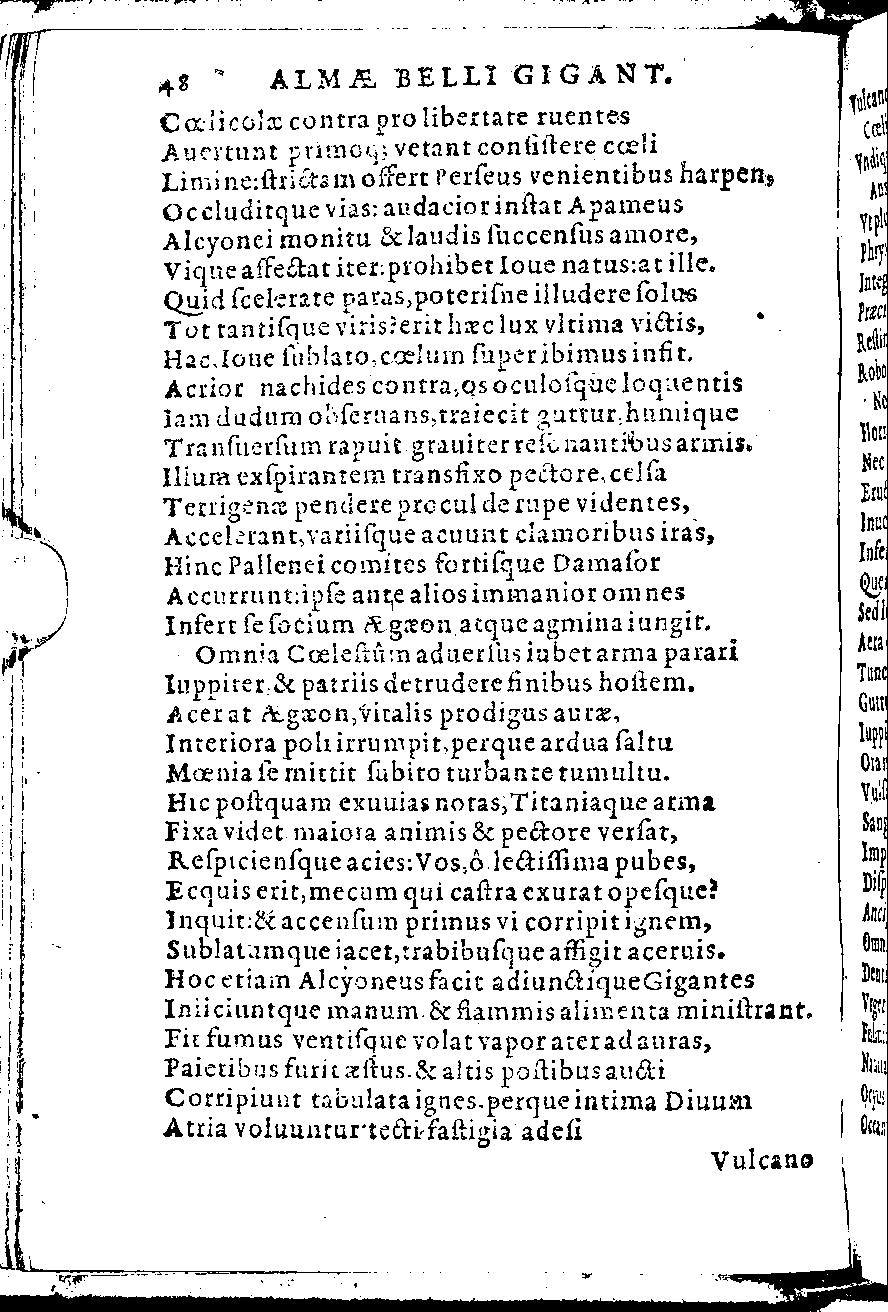 48 ALMÆ BELLI GIGANT.
Cœlicolæ contra pro libertate ruentes
Auertunt primoq; vetant conſiſtere cœli
Limine:ſtrictam offert Perſeus venientibus harpen,
Occluditque vias: audacior inſtat Apameus
Alcyonei monitu & laudis ſuccenſus amore,
Vique affectat iter:prohibet Ioue natus:at ille.
Quid ſcelerate paras,poteriſne illudere ſolus
Tot tantiſque viris?erit hæc lux vltima victis,
Hac,Ioue ſublato,cœlum ſuper ibimus infit.
Acrior nachides contra,os oculoſque loquentis
Iam dudum obſeruans,traiecit guttur,humique
Tranſuerſum rapuit grauiter reſonantibus armis.
Illum exſpirantem transfixo pectore,celſa
Terrigenæ pendere procul de rupe videntes,
Accelerant,variiſque acuunt clamoribus iras,
Hinc Pallenei comites fortiſque Damaſor
Accurrunt:ipſe ante alios immanior omnes
Inſert ſe ſocium Ægæon atque agmina iungit.
Omnia Cœleſtûm aduerſus iubet arma parari
Iuppiter & patriis detrudere finibus hoſtem.
Acer at Ægæon,vitalis prodigus auræ,
Interiora poli irrumpit,perque ardua ſaltu
Mœnia ſe mittit ſubito turbante tumultu.
Hic poſtquam exuuias notas,Titaniaque arma
Fixa videt maiora animis & pectore verſat,
Reſpicienſque acies:Vos,ô lectiſſima pubes,
Ecquis erit,mecum qui caſtra exurat opeſque?
Inquit:& accenſum primus vi corripit ignem,
Sublatumque iacet,trabibuſque affigit aceruis.
Hoc etiam Alcyoneus facit adiunctique Gigantes
Iniiciuntque manum & flammis alimenta miniſtrant.
Fit fumus ventiſque volat vapor ater ad auras,
Parietibus furit æſtus.& altis poſtibus aucti
Corripiunt tabulata ignes.perque intima Diuum
Atria voluuntur tecti faſtigia adeſi
Vulcano